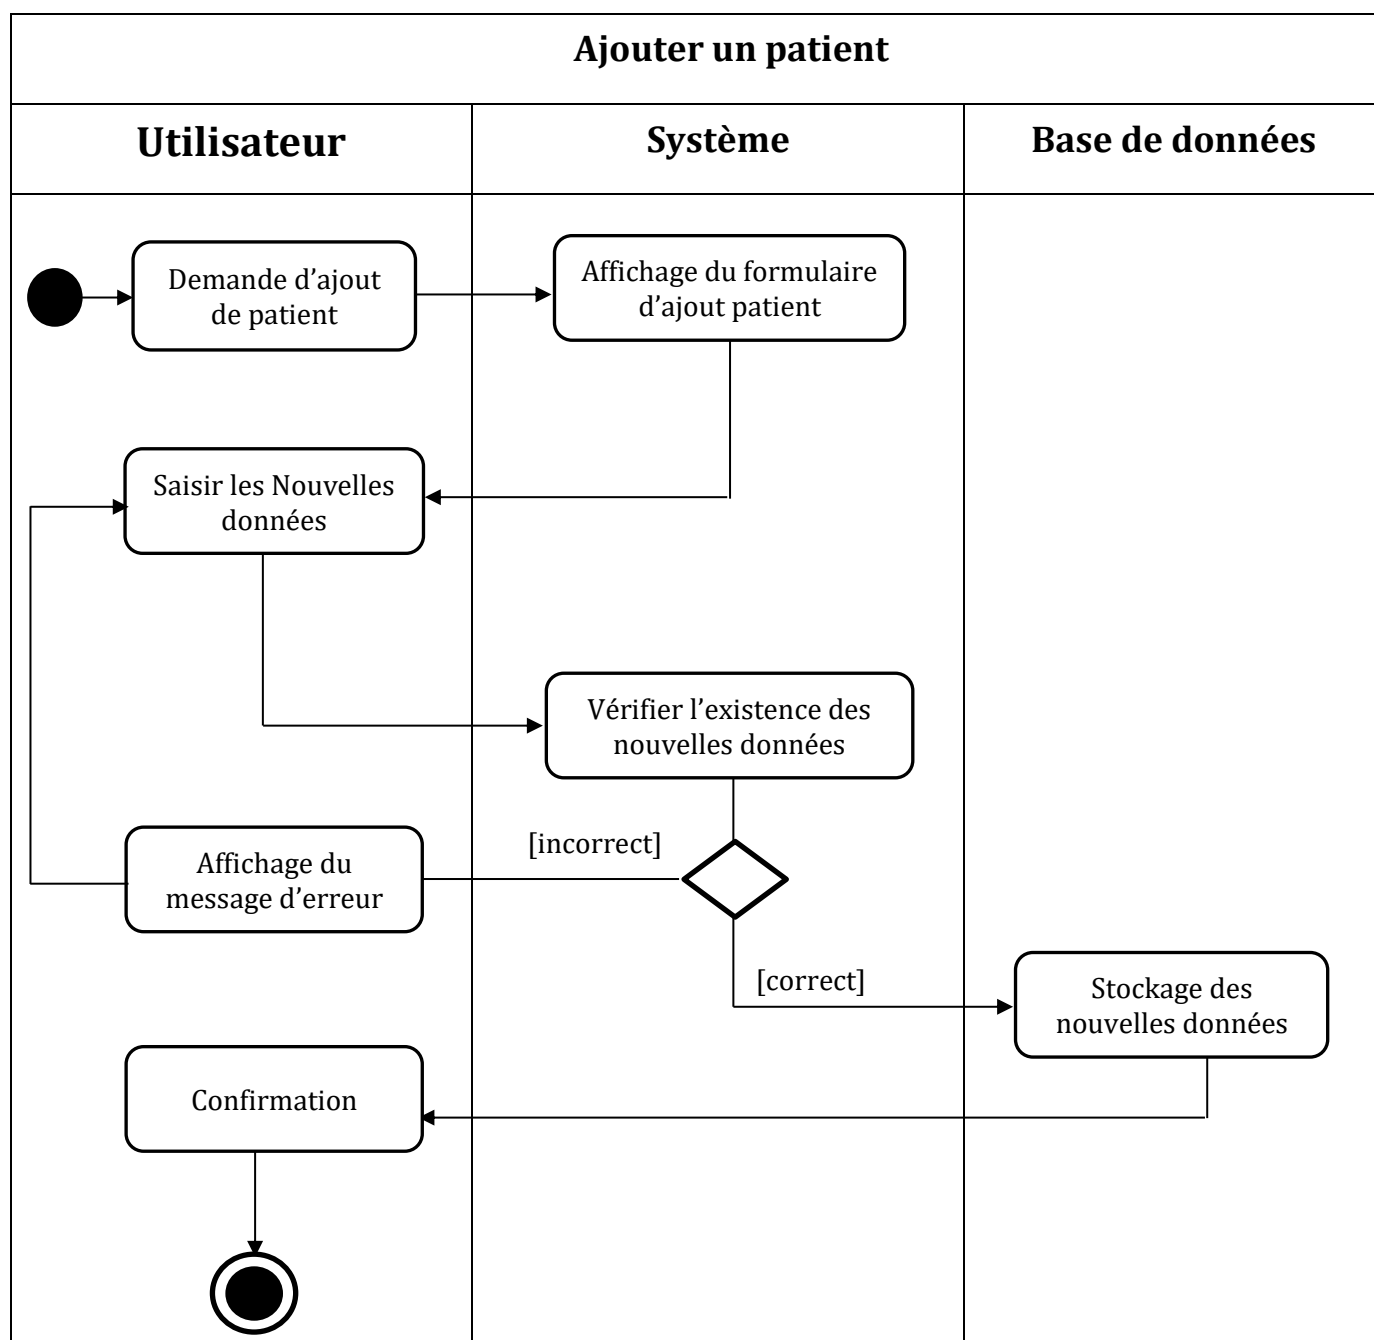 Ajouter un patient
Utilisateur
Système
Base de données
Demande d’ajout
de patient
Affichage du formulaire
d’ajout patient
Saisir les Nouvelles
données
Vérifier l’existence des
nouvelles données
[incorrect]
Affichage du
message d’erreur
[correct]
Stockage des
nouvelles données
Confirmation